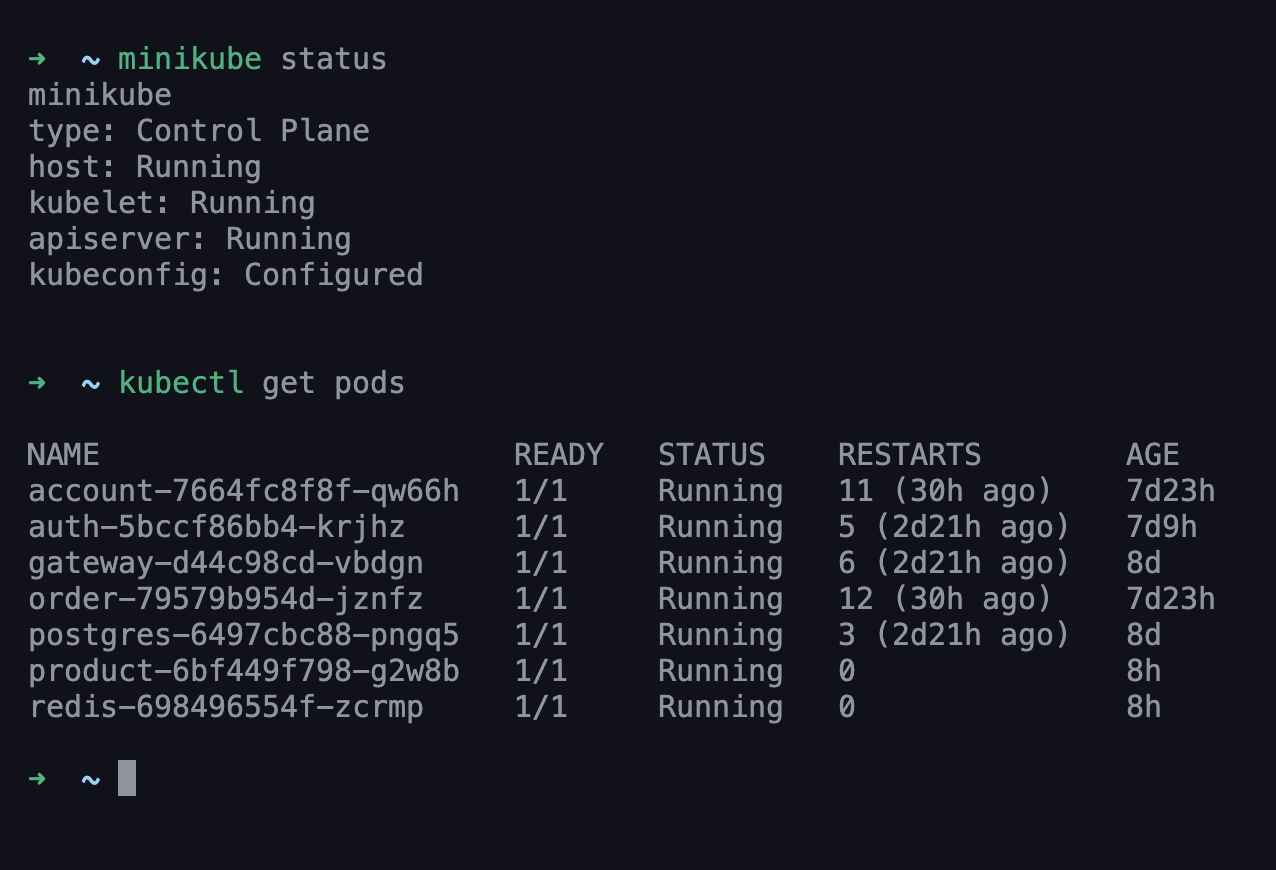 ➜  ~ minikube status
minikube
type: Control Plane
host: Running
kubelet: Running
apiserver: Running
kubeconfig: Configured
➜  ~ kubectl get pods
NAME                       READY   STATUS    RESTARTS        AGE
account-7664fc8f8f-qw66h   1/1     Running   11 (30h ago)    7d23h
auth-5bccf86bb4-krjhz      1/1     Running   5 (2d21h ago)   7d9h
gateway-d44c98cd-vbdgn     1/1     Running   6 (2d21h ago)   8d
order-79579b954d-jznfz     1/1     Running   12 (30h ago)    7d23h
postgres-6497cbc88-pngq5   1/1     Running   3 (2d21h ago)   8d
product-6bf449f798-g2w8b   1/1     Running   0               8h
redis-698496554f-zcrmp     1/1     Running   0               8h
➜  ~